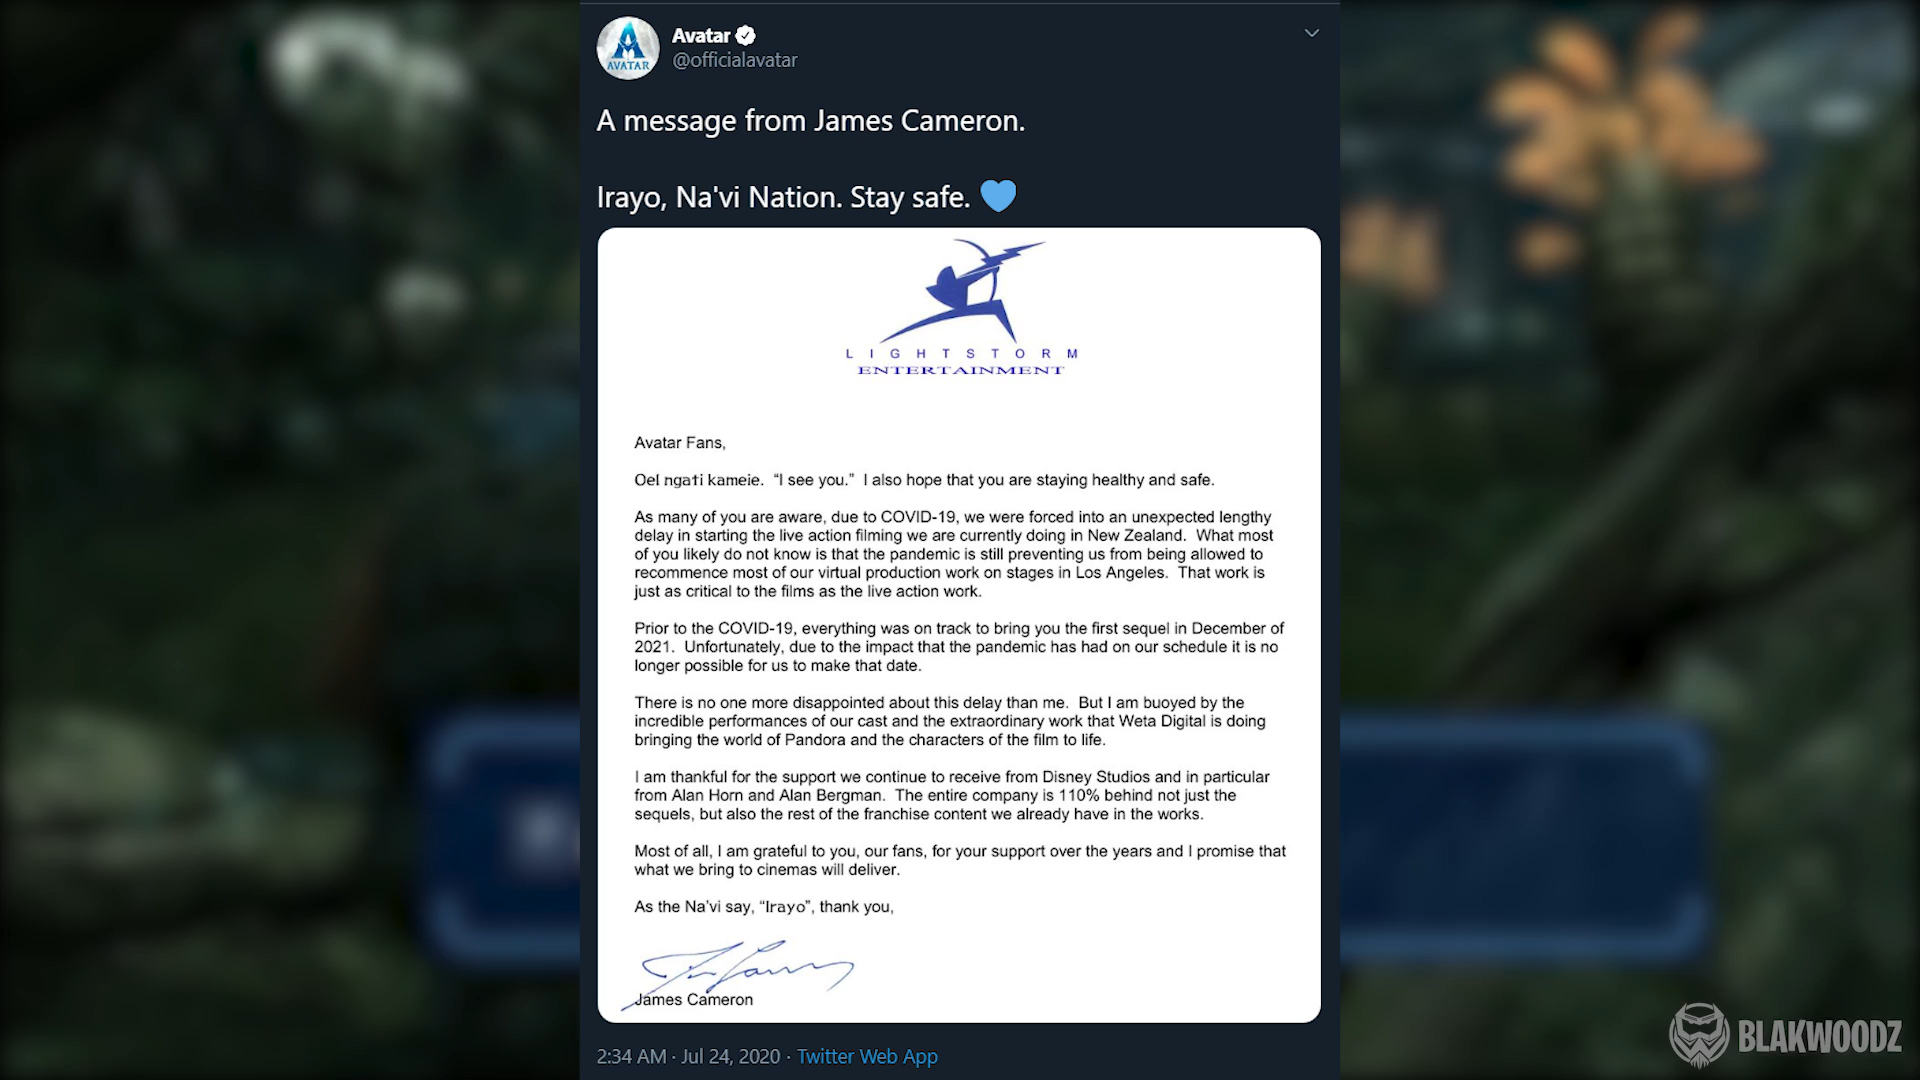 Avatar
@officialavatar
A message from James Cameron.
Irayo, Na'vi Nation. Stay safe.
AVATAR
LIGHTSTORM
ENTERTAINMENT
Avatar Fans,
Oel ngati kameie.  “I see you.”  I also hope that you are staying healthy and safe.
As many of you are aware, due to COVID-19, we were forced into an unexpected lengthy
delay in starting the live action filming we are currently doing in New Zealand.  What most
of you likely do not know is that the pandemic is still preventing us from being allowed to
recommence most of our virtual production work on stages in Los Angeles.  That work is
just as critical to the films as the live action work.
Prior to the COVID-19, everything was on track to bring you the first sequel in December of
2021.  Unfortunately, due to the impact that the pandemic has had on our schedule it is no
longer possible for us to make that date.
There is no one more disappointed about this delay than me.  But I am buoyed by the
incredible performances of our cast and the extraordinary work that Weta Digital is doing
bringing the world of Pandora and the characters of the film to life.
I am thankful for the support we continue to receive from Disney Studios and in particular
from Alan Horn and Alan Bergman.  The entire company is 110% behind not just the
sequels, but also the rest of the franchise content we already have in the works.
Most of all, I am grateful to you, our fans, for your support over the years and I promise that
what we bring to cinemas will deliver.
As the Na’vi say, “Irayo”, thank you,
James Cameron
2:34 AM · Jul 24, 2020 · Twitter Web App
BLAKWOODZ